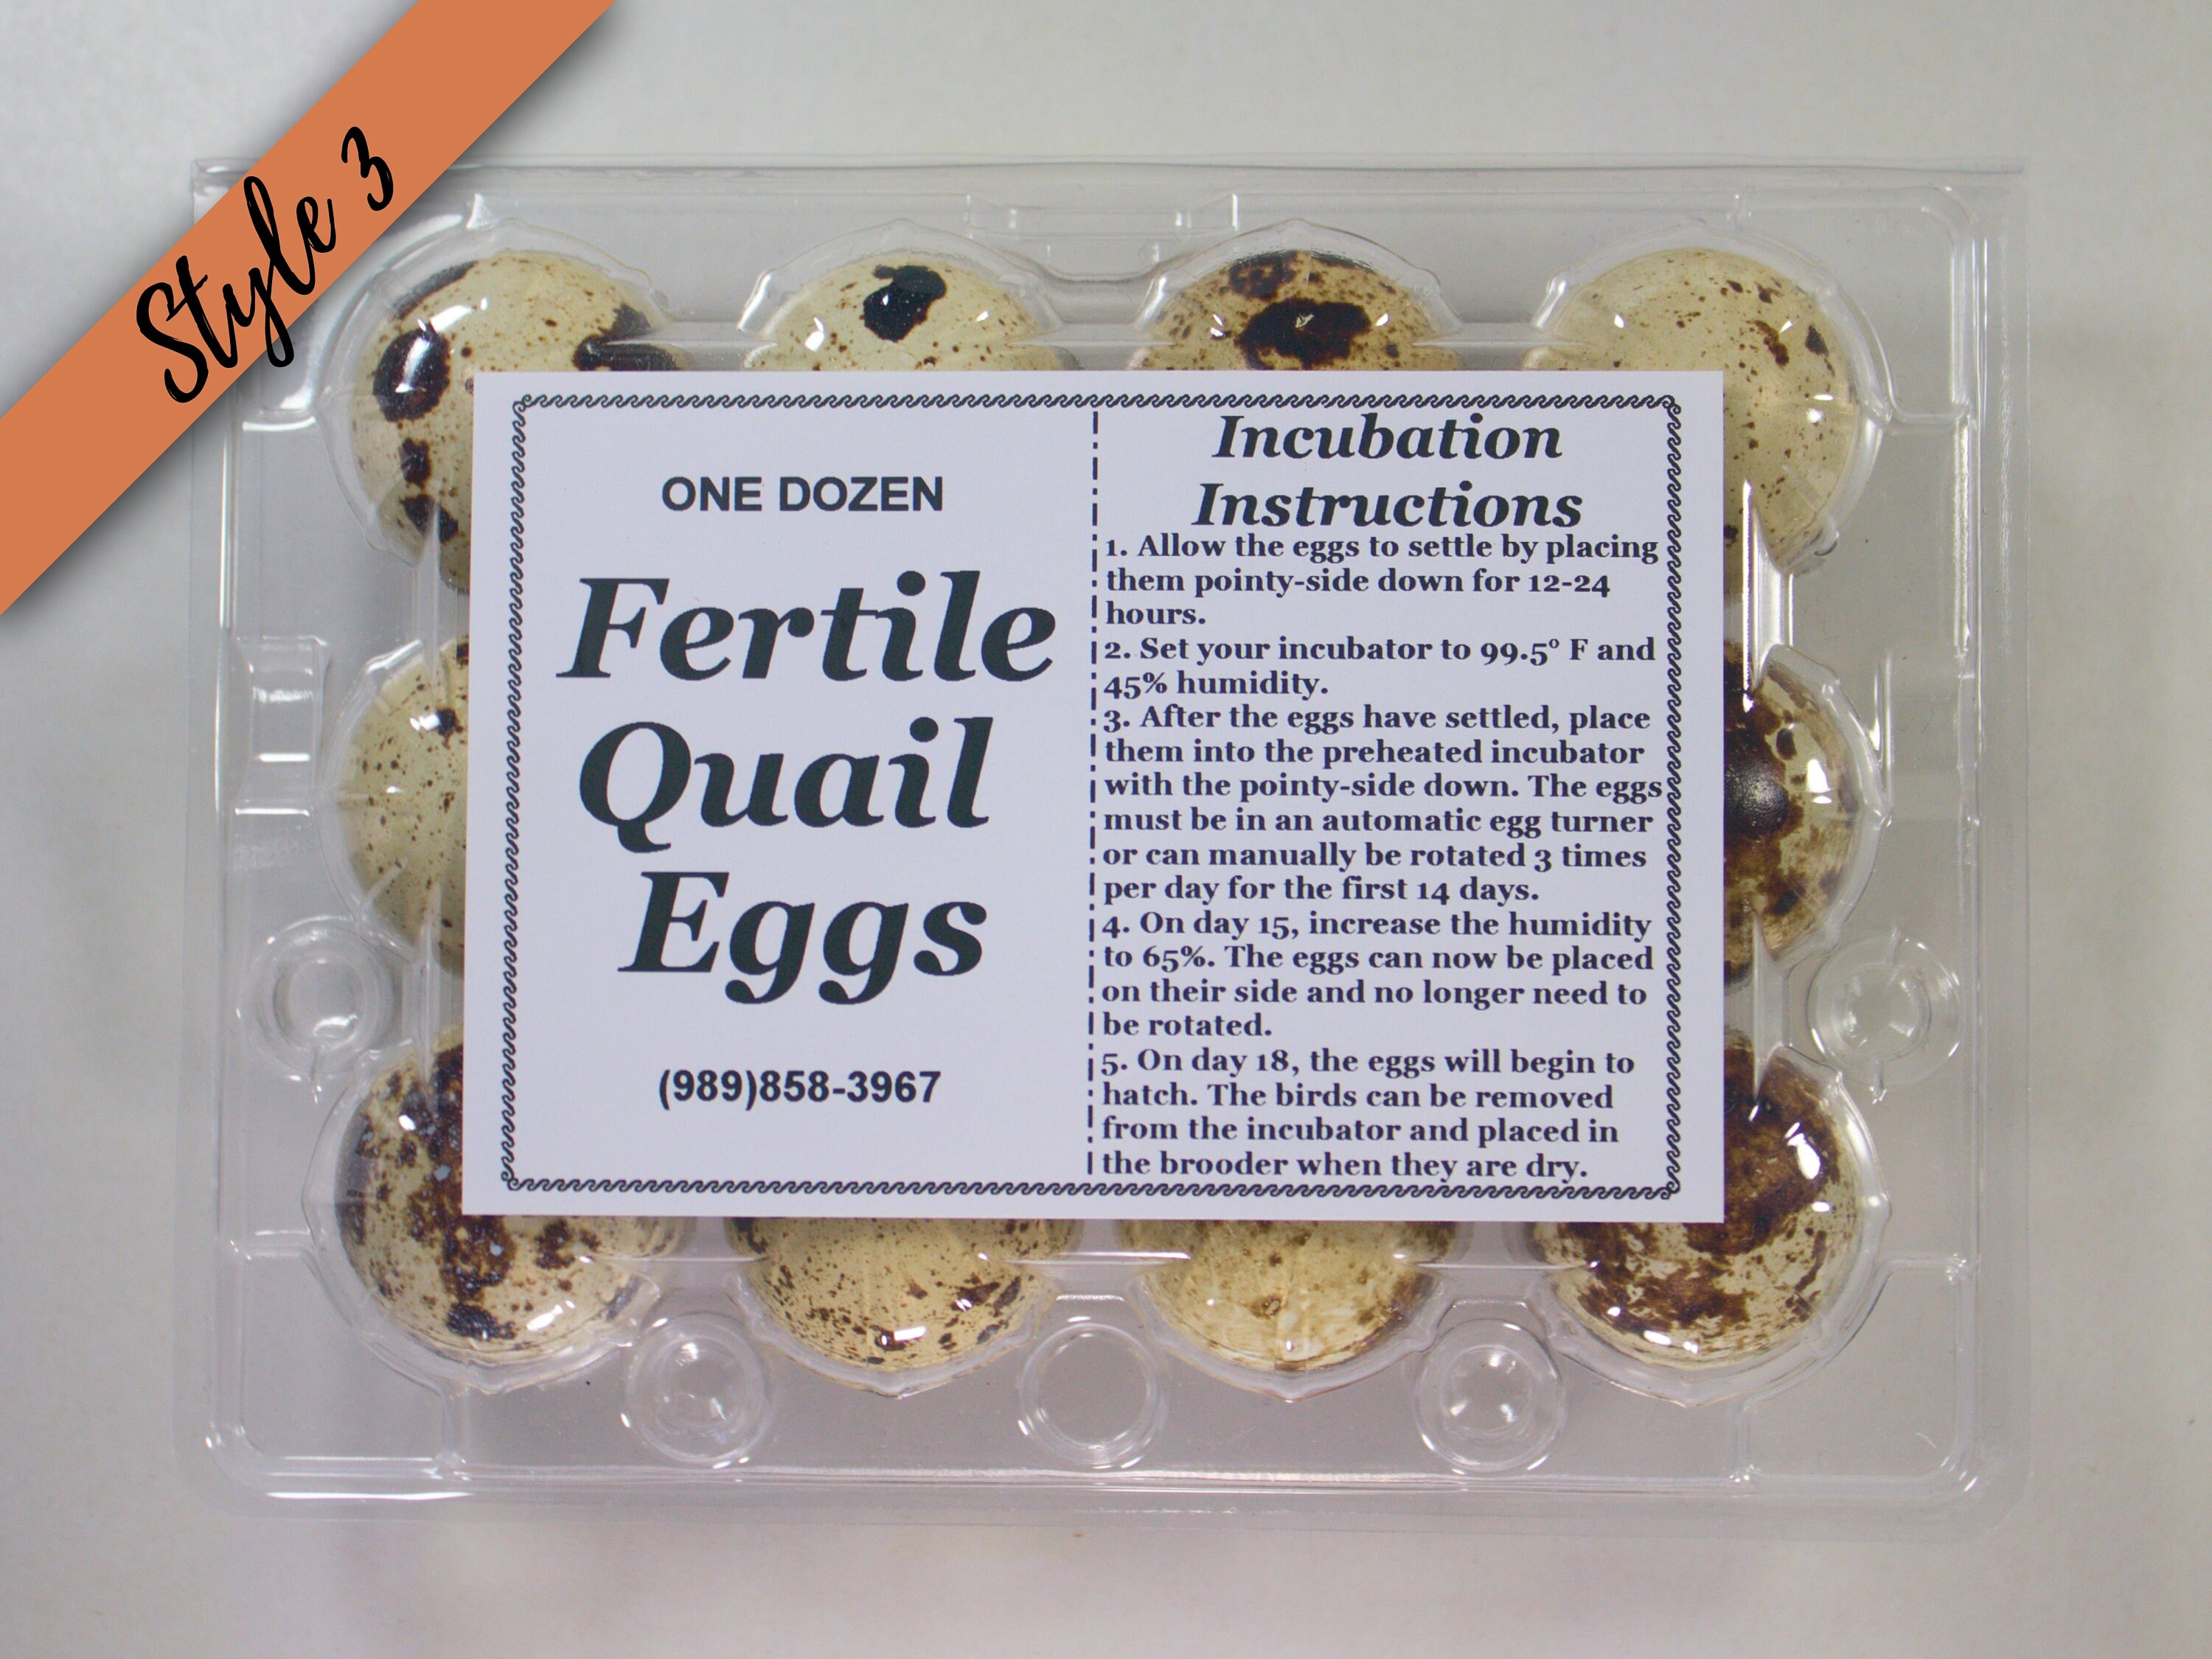 Style 3
ONE DOZEN
Fertile
Quail
Eggs
(989)858-3967
Incubation
Instructions
1. Allow the eggs to settle by placing
them pointy-side down for 12-24
hours.
2. Set your incubator to 99.5º F and
45% humidity.
3. After the eggs have settled, place
them into the preheated incubator
with the pointy-side down. The eggs
must be in an automatic egg turner
or can manually be rotated 3 times
per day for the first 14 days.
4. On day 15, increase the humidity
to 65%. The eggs can now be placed
on their side and no longer need to
be rotated.
5. On day 18, the eggs will begin to
hatch. The birds can be removed
from the incubator and placed in
the brooder when they are dry.